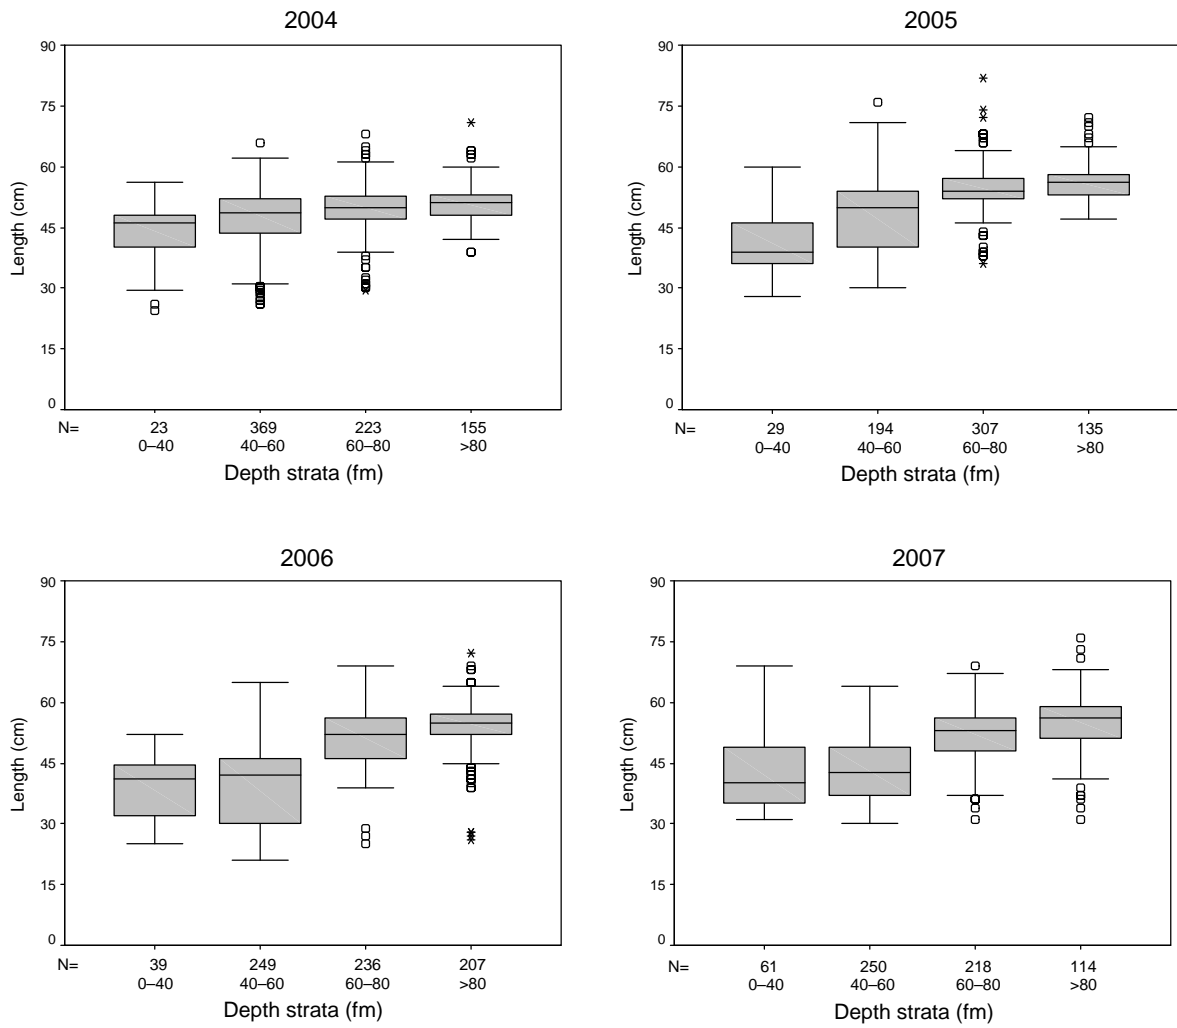 2004
90
75
60
45
30
15
0
Length (cm)
N= 23 369 223 155
0–40 40–60 60–80 >80
Depth strata (fm)
2005
90
75
60
45
30
15
0
Length (cm)
N= 29 194 307 135
0–40 40–60 60–80 >80
Depth strata (fm)
2006
90
75
60
45
30
15
0
Length (cm)
N= 39 249 236 207
0–40 40–60 60–80 >80
Depth strata (fm)
2007
90
75
60
45
30
15
0
Length (cm)
N= 61 250 218 114
0–40 40–60 60–80 >80
Depth strata (fm)